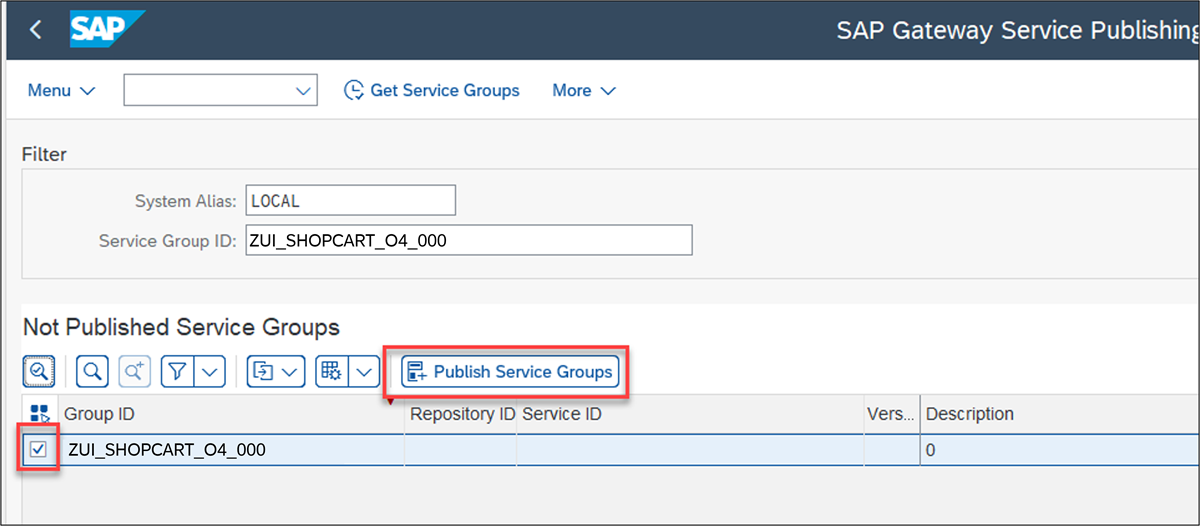 SAP SAP Gateway Service Publishing
Menu Get Service Groups More
Filter
System Alias: LOCAL
Service Group ID: ZUI_SHOPCART_O4_000
Not Published Service Groups
Publish Service Groups
Group ID Repository ID Service ID Vers... Description
ZUI_SHOPCART_O4_000 0